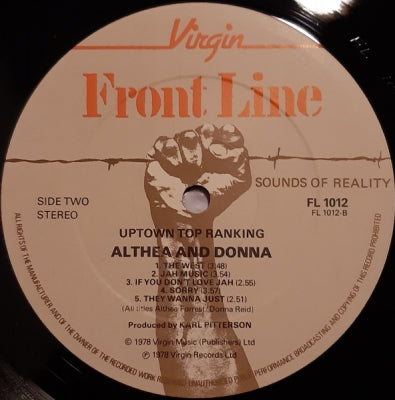 Virgin
Front Line
SOUNDS OF REALITY
SIDE TWO
STEREO
FL 1012
FL 1012-B
UPTOWN TOP RANKING
ALTHEA AND DONNA
1. THE WEST (3.48)
2. JAH MUSIC (3.54)
3. IF YOU DON'T LOVE JAH (2.55)
4. SORRY (3.57)
5. THEY WANNA JUST (2.51)
(All titles Althea Forrest/Donna Reid)
Produced by KARL PITTERSON
© 1978 Virgin Music (Publishers) Ltd
℗ 1978 Virgin Records Ltd
ALL RIGHTS OF THE MANUFACTURER AND OF THE OWNER OF THE RECORDED WORK RESERVED. UNAUTHORISED PUBLIC PERFORMANCE BROADCASTING AND COPYING OF THIS RECORD PROHIBITED